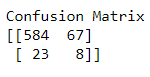 Confusion Matrix
[[584  67]
 [ 23   8]]